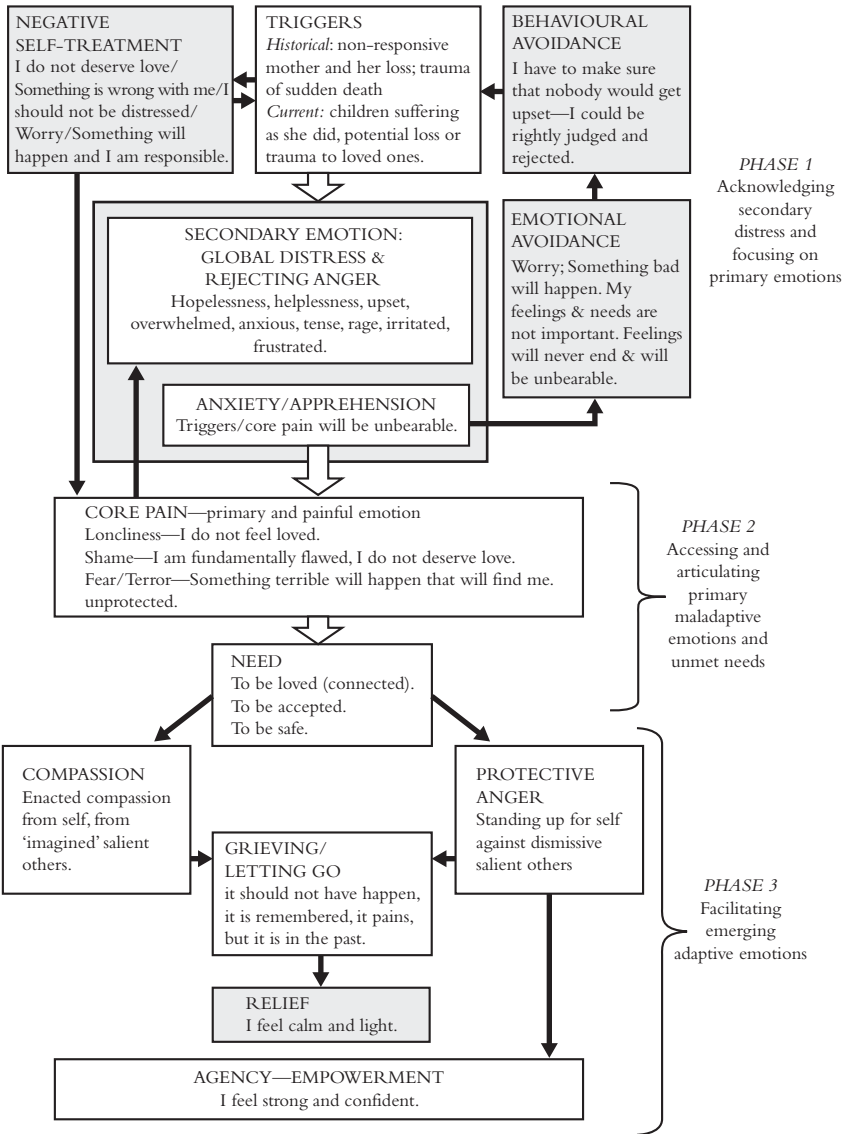 NEGATIVE
SELF-TREATMENT
I do not deserve love/
Something is wrong with me/I
should not be distressed/
Worry/Something will
happen and I am responsible.
TRIGGERS
Historical: non-responsive
mother and her loss; trauma
of sudden death
Current: children suffering
as she did, potential loss or
trauma to loved ones.
BEHAVIOURAL
AVOIDANCE
I have to make sure
that nobody would get
upset—I could be
rightly judged and
rejected.
PHASE 1
Acknowledging
secondary
distress and
focusing on
primary emotions
SECONDARY EMOTION:
GLOBAL DISTRESS &
REJECTING ANGER
Hopelessness, helplessness, upset,
overwhelmed, anxious, tense, rage, irritated,
frustrated.
EMOTIONAL
AVOIDANCE
Worry; Something bad
will happen. My
feelings & needs are
not important. Feelings
will never end & will
be unbearable.
ANXIETY/APPREHENSION
Triggers/core pain will be unbearable.
CORE PAIN—primary and painful emotion
Loncliness—I do not feel loved.
Shame—I am fundamentally flawed, I do not deserve love.
Fear/Terror—Something terrible will happen that will find me.
unprotected.
PHASE 2
Accessing and
articulating
primary
maladaptive
emotions and
unmet needs
NEED
To be loved (connected).
To be accepted.
To be safe.
COMPASSION
Enacted compassion
from self, from
‘imagined’ salient
others.
PROTECTIVE
ANGER
Standing up for self
against dismissive
salient others
GRIEVING/
LETTING GO
it should not have happen,
it is remembered, it pains,
but it is in the past.
PHASE 3
Facilitating
emerging
adaptive emotions
RELIEF
I feel calm and light.
AGENCY—EMPOWERMENT
I feel strong and confident.